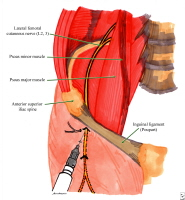 Lateral femoral
cutaneous nerve (L2, 3)
Psoas minor muscle
Psoas major muscle
Anterior superior
iliac spine
Inguinal ligament
(Poupart)